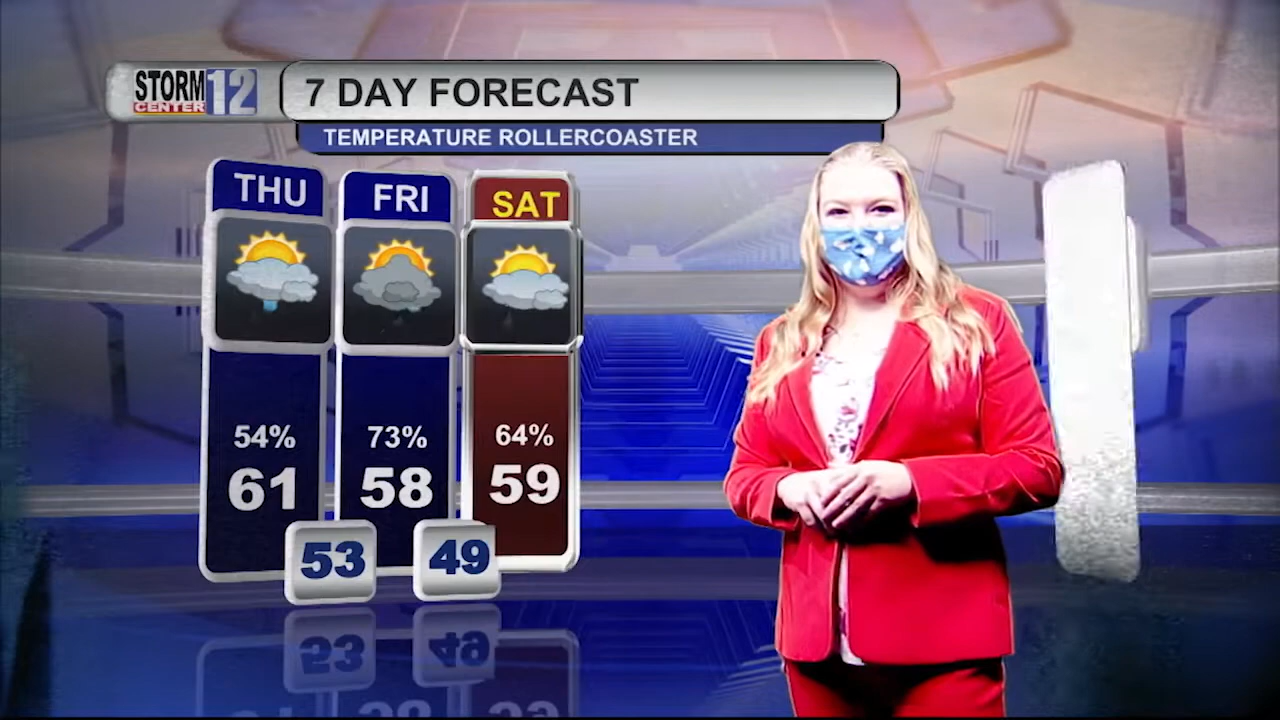 STORM 12
CENTER
7 DAY FORECAST
TEMPERATURE ROLLERCOASTER
THU FRI SAT
54% 73% 64%
61 58 59
53 49